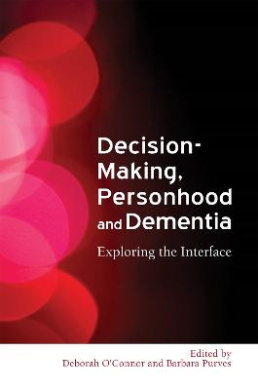 Decision-
Making,
Personhood
and Dementia
Exploring the Interface
Edited by
Deborah O'Connor and Barbara Purves